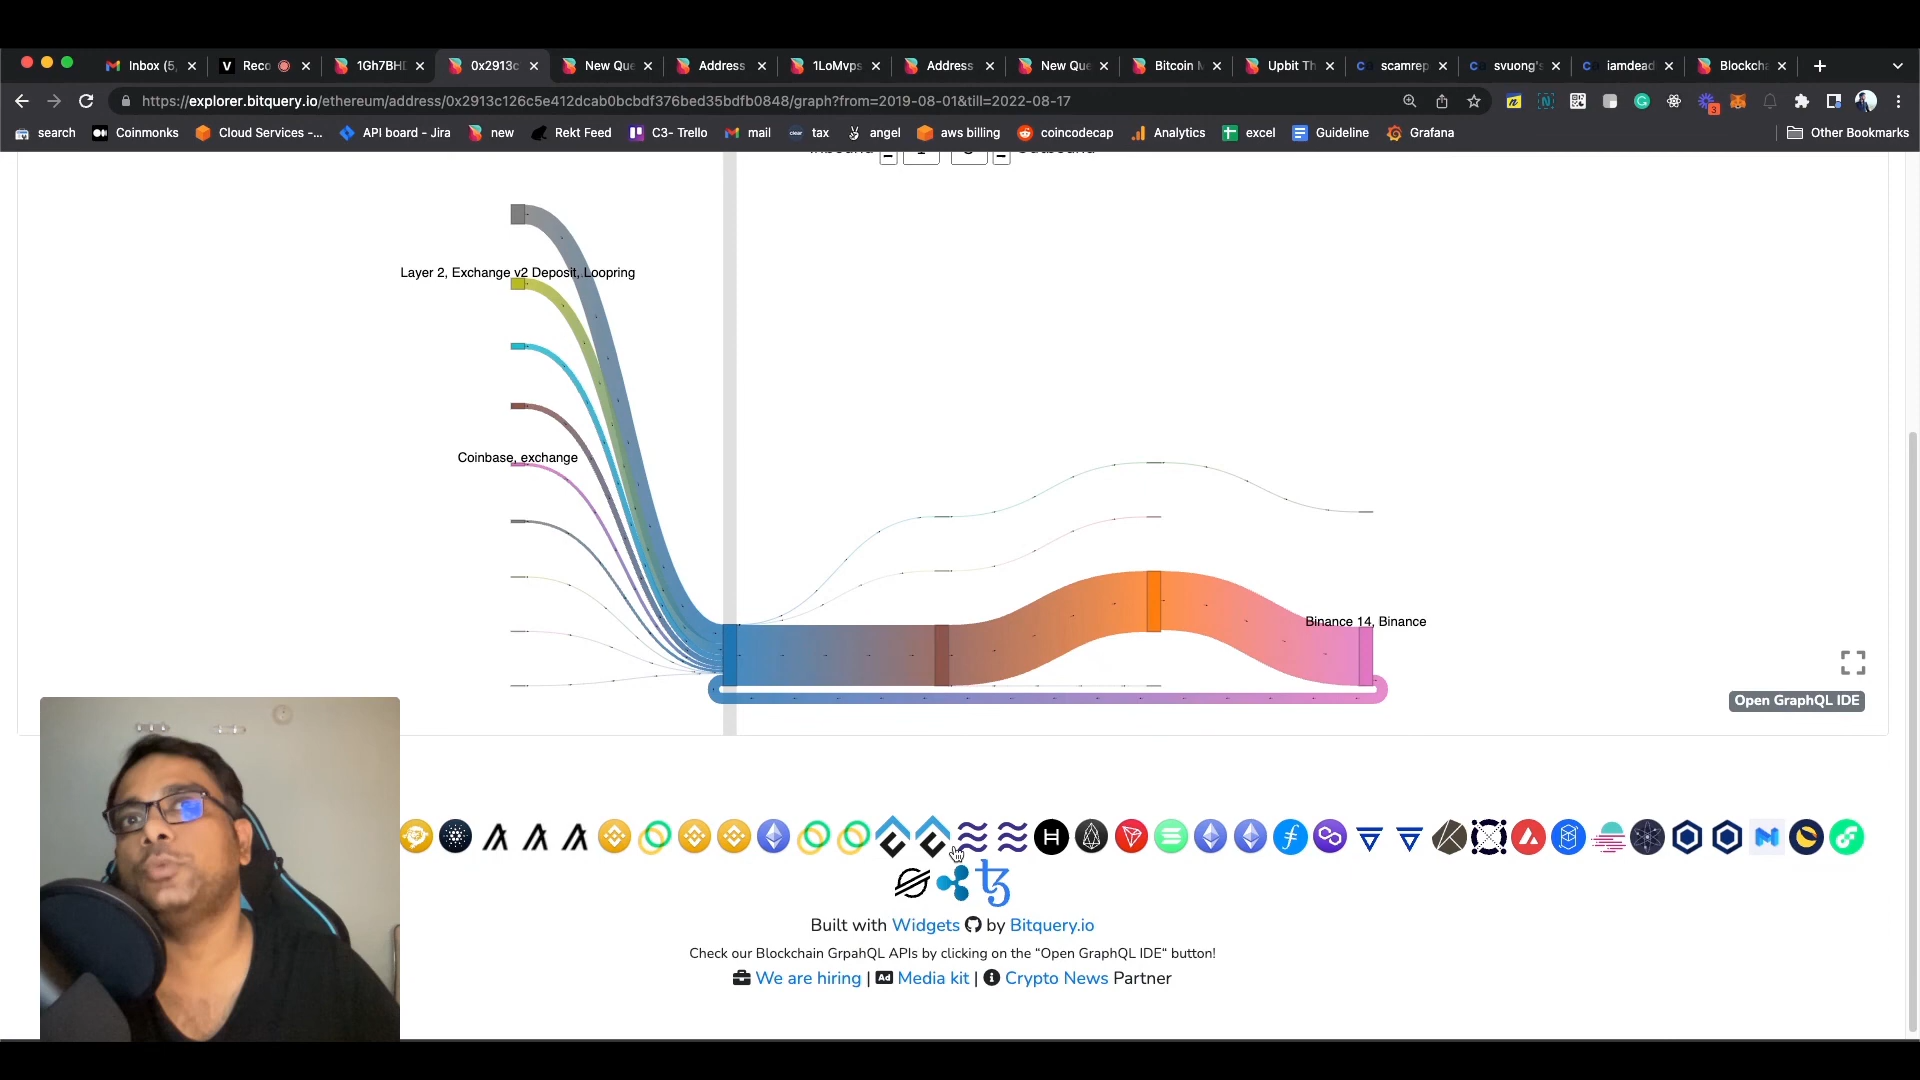 Inbox (5,
Reco
1Gh7BH
0x2913c
New Que
Address
1LoMvps
Address
New Que
Bitcoin M
Upbit Th
scamrep
svuong's
iamdead
Blockcha
https://explorer.bitquery.io/ethereum/address/0x2913c126c5e412dcab0bcbdf376bed35bdfb0848/graph?from=2019-08-01&till=2022-08-17
search
Coinmonks
Cloud Services -...
API board - Jira
new
Rekt Feed
C3- Trello
mail
tax
angel
aws billing
coincodecap
Analytics
excel
Guideline
Grafana
Other Bookmarks
Layer 2, Exchange v2 Deposit, Loopring
Coinbase, exchange
Binance 14, Binance
Open GraphQL IDE
Built with Widgets by Bitquery.io
Check our Blockchain GrpahQL APIs by clicking on the "Open GraphQL IDE" button!
We are hiring | Ad Media kit | Crypto News Partner